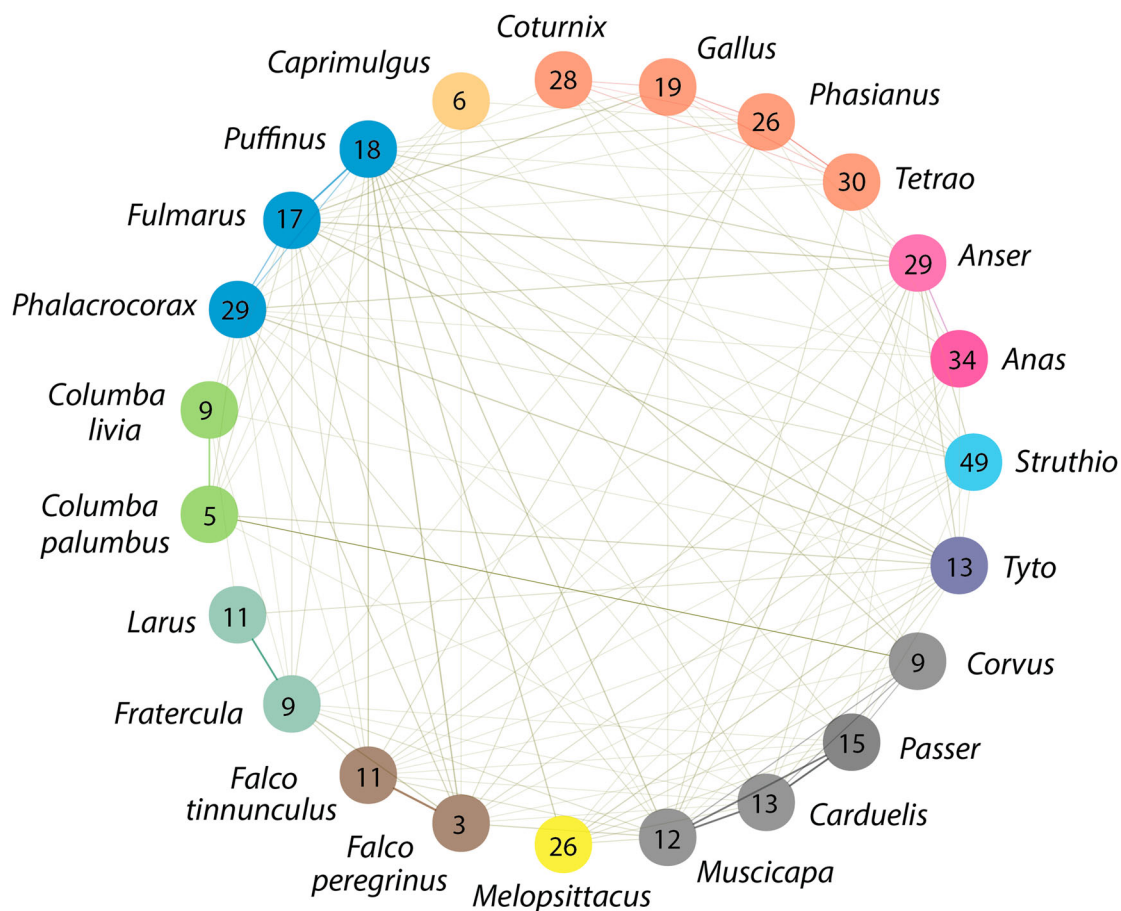 Coturnix
28
Gallus
19
Phasianus
26
Tetrao
30
Anser
29
Anas
34
Struthio
49
Tyto
13
Corvus
9
Passer
15
Carduelis
13
Muscicapa
12
Melopsittacus
26
Falco
peregrinus
3
Falco
tinnunculus
11
Fratercula
9
Larus
11
Columba
palumbus
5
Columba
livia
9
Phalacrocorax
29
Fulmarus
17
Puffinus
18
Caprimulgus
6